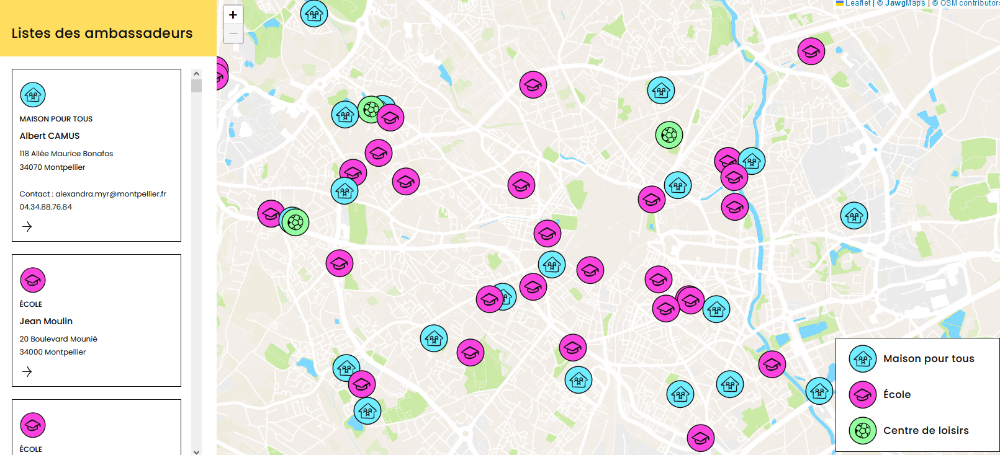 Listes des ambassadeurs
MAISON POUR TOUS
Albert CAMUS
118 Allée Maurice Bonafos
34070 Montpellier
Contact : alexandra.myr@montpellier.fr
04.34.88.76.84
ÉCOLE
Jean Moulin
20 Boulevard Mounié
34000 Montpellier
ÉCOLE
+
−
Leaflet | © JawgMaps | © OSM contributors
Maison pour tous
École
Centre de loisirs